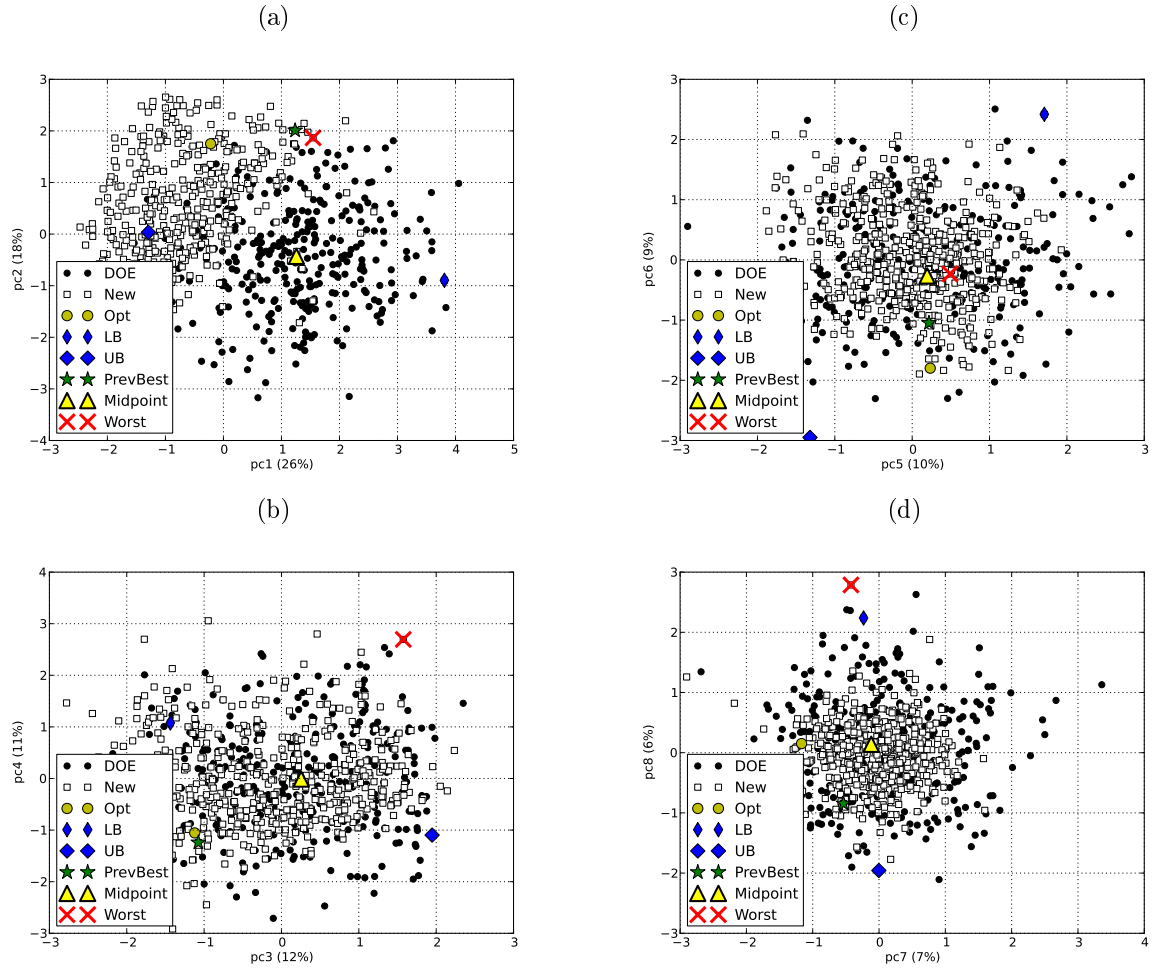 (a)
3
2
1
0
−1
−2
−3
−4
pc2 (18%)
DOE
New
Opt
LB
UB
PrevBest
Midpoint
Worst
−3 −2 −1 0 1 2 3 4 5
pc1 (26%)
(c)
3
2
1
0
−1
−2
−3
pc6 (9%)
DOE
New
Opt
LB
UB
PrevBest
Midpoint
Worst
−3 −2 −1 0 1 2 3
pc5 (10%)
(b)
4
3
2
1
0
−1
−2
−3
pc4 (11%)
DOE
New
Opt
LB
UB
PrevBest
Midpoint
Worst
−3 −2 −1 0 1 2 3
pc3 (12%)
(d)
3
2
1
0
−1
−2
−3
pc8 (6%)
DOE
New
Opt
LB
UB
PrevBest
Midpoint
Worst
−3 −2 −1 0 1 2 3 4
pc7 (7%)